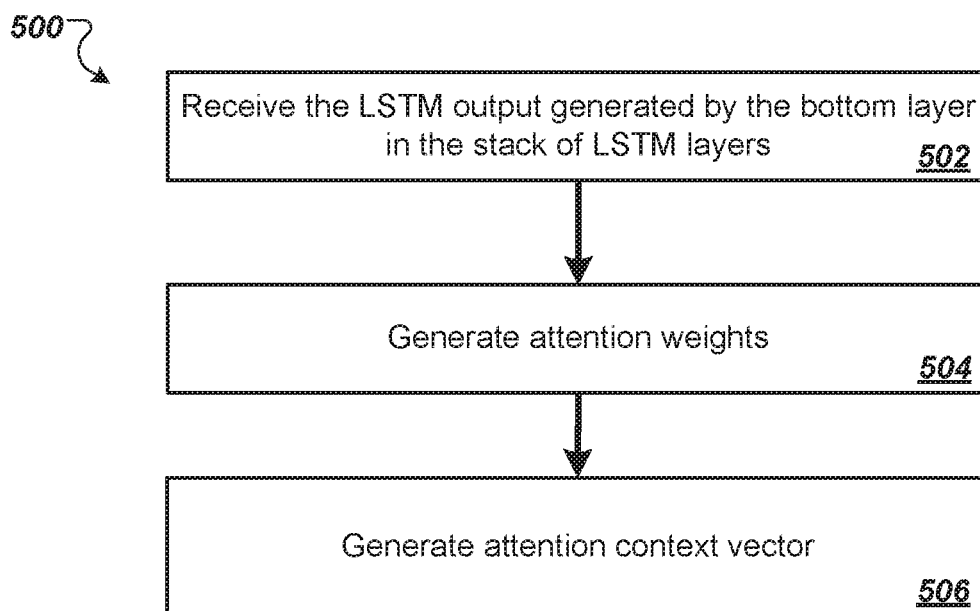 500
Receive the LSTM output generated by the bottom layer
in the stack of LSTM layers
502
Generate attention weights
504
Generate attention context vector
506